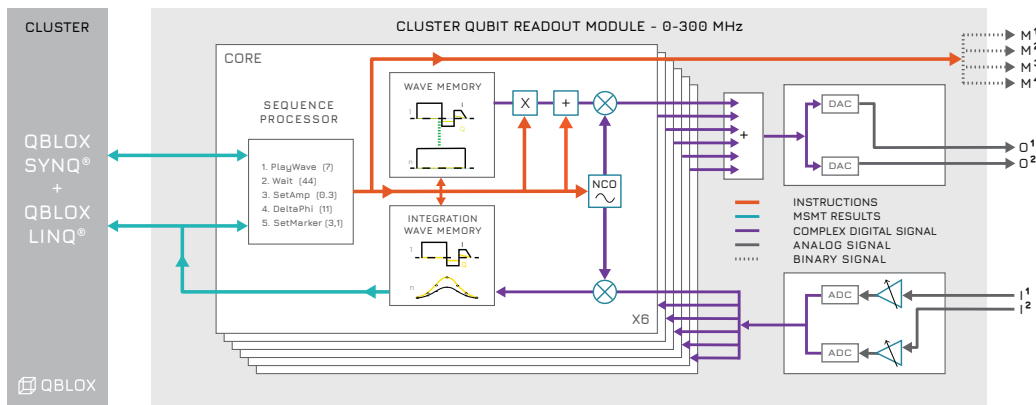 CLUSTER
CLUSTER QUBIT READOUT MODULE - 0-300 MHz
CORE
SEQUENCE
PROCESSOR
1. PlayWave (7)
2. Wait (44)
3. SetAmp (0.3)
4. DeltaPhi (11)
5. SetMarker (3,1)
WAVE MEMORY
1
I
Q
n
X
+
NCO
INTEGRATION
WAVE MEMORY
1
I
Q
n
X6
+
DAC
DAC
M¹
M²
M³
M⁴
O¹
O²
QBLOX
SYNQ®
+
QBLOX
LINQ®
INSTRUCTIONS
MSMT RESULTS
COMPLEX DIGITAL SIGNAL
ANALOG SIGNAL
BINARY SIGNAL
ADC
ADC
I¹
I²
QBLOX